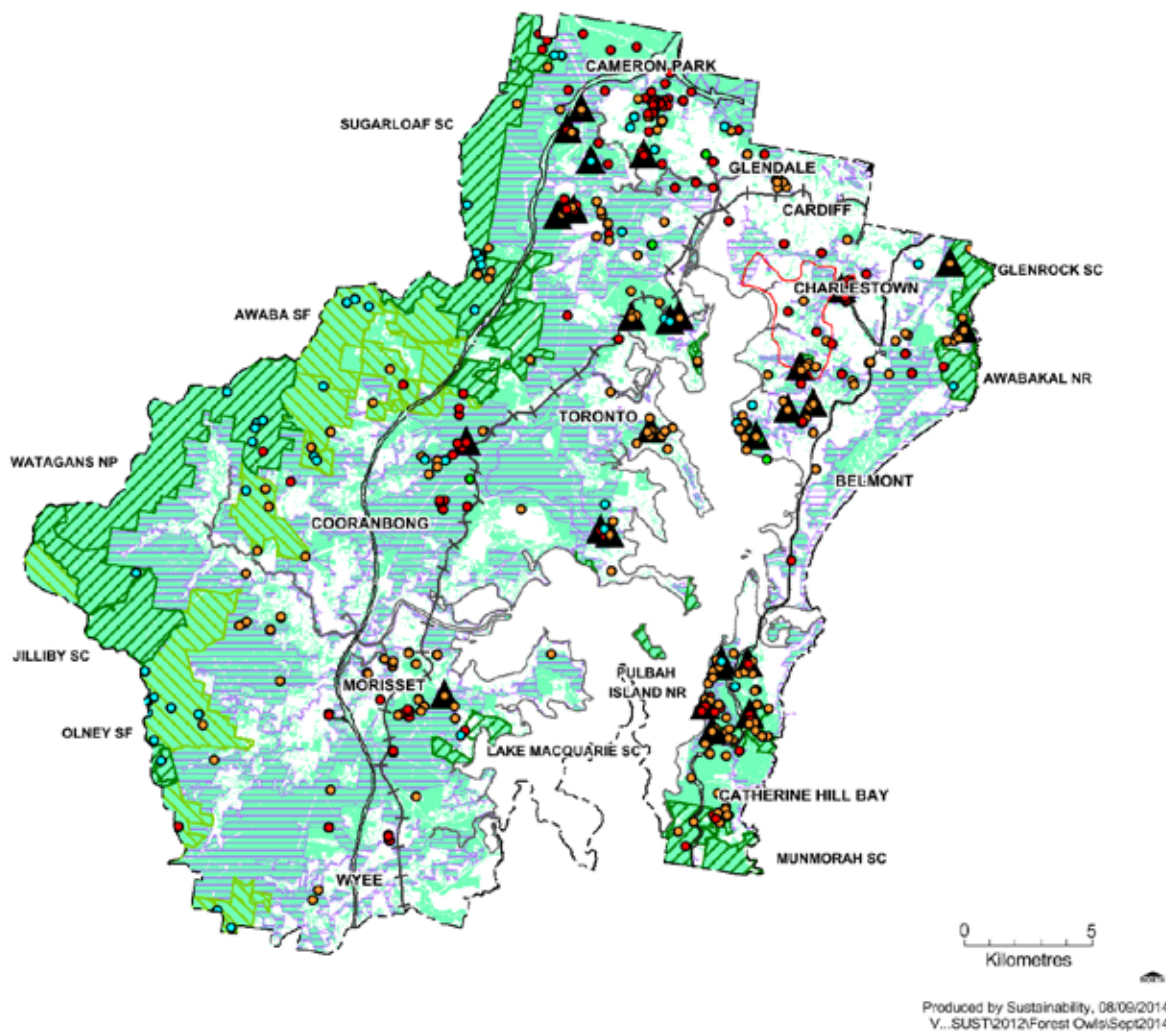 CAMERON PARK
SUGARLOAF SC
GLENDALE
CARDIFF
GLENROCK SC
CHARLESTOWN
AWABA SF
AWABAKAL NR
TORONTO
WATAGANS NP
BELMONT
COORANBONG
JILLIBY SC
PULBAH
ISLAND NR
MORISSET
OLNEY SF
LAKE MACQUARIE SC
CATHERINE HILL BAY
MUNMORAH SC
WYEE
0 5
Kilometres
NORTH
Produced by Sustainability, 08/09/2014
V...SUST\2012\Forest Owls\Sept2014